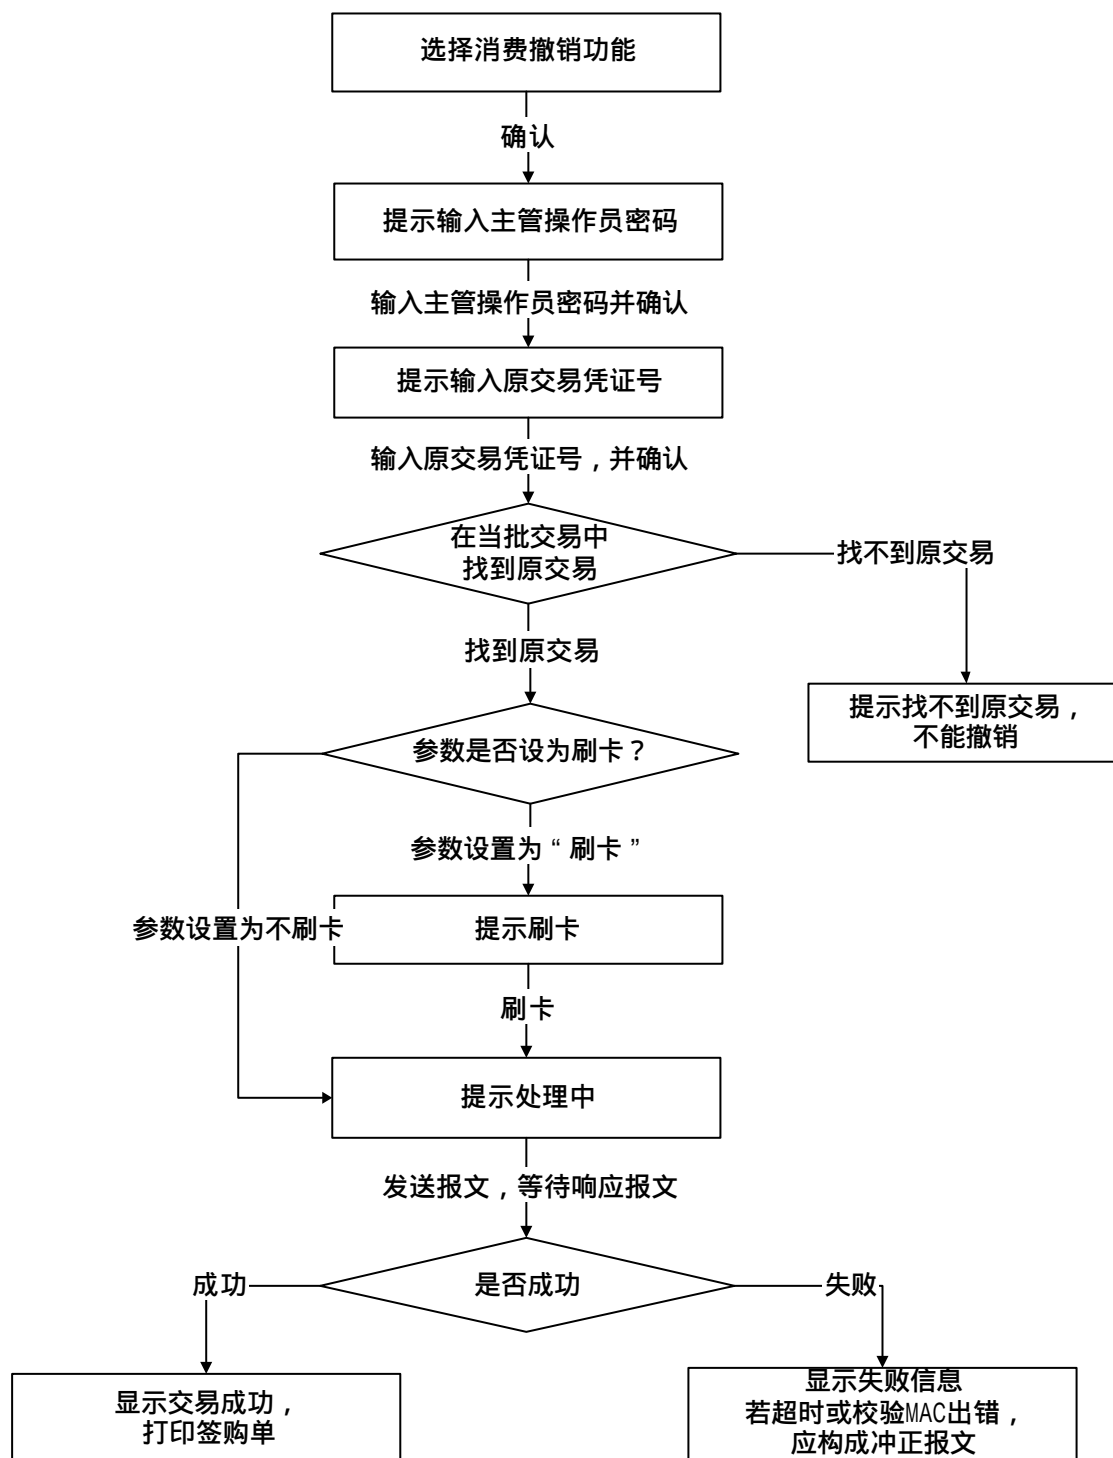 选择消费撤销功能
确认
提示输入主管操作员密码
输入主管操作员密码并确认
提示输入原交易凭证号
输入原交易凭证号，并确认
在当批交易中
找到原交易
找不到原交易
找到原交易
提示找不到原交易，
不能撤销
参数是否设为刷卡？
参数设置为“刷卡”
参数设置为不刷卡
提示刷卡
刷卡
提示处理中
发送报文，等待响应报文
成功
是否成功
失败
显示交易成功，
打印签购单
显示失败信息
若超时或校验MAC出错，
应构成冲正报文